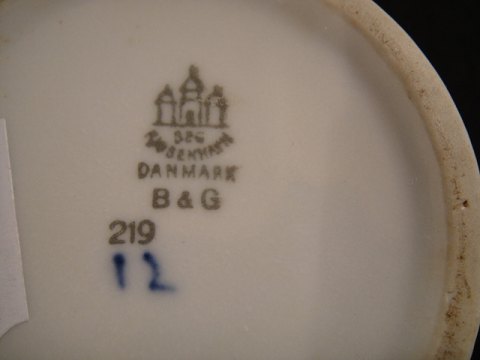 B&G
KØBENHAVN
DANMARK
B & G
219
12